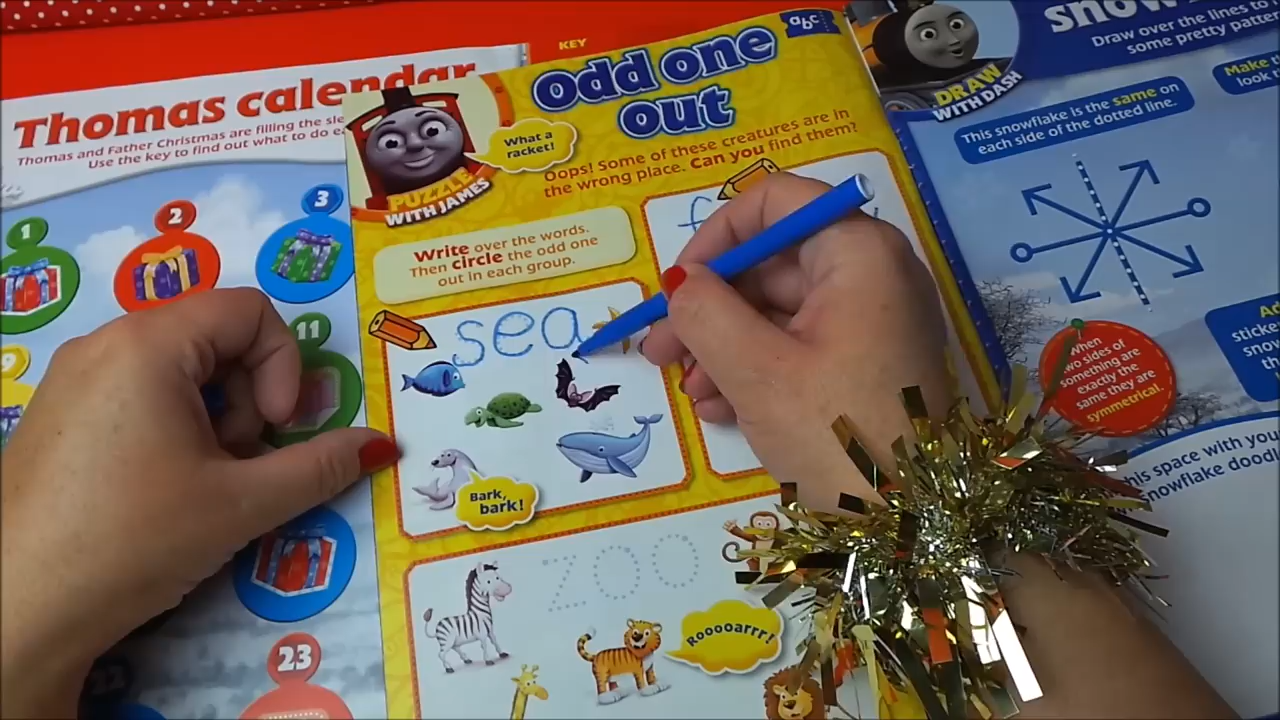 KEY
Thomas calendar
Thomas and Father Christmas are filling the
Use the key to find out what to do
1
2
3
11
23
22
abc
Odd one
out
What a
racket!
PUZZLE
WITH JAMES
Oops! Some of these creatures are in
the wrong place. Can you find them?
Write over the words.
Then circle the odd one
out in each group.
sea
Bark,
bark!
zoo
Roooarrr!
DRAW
WITH DASH
Draw over the lines to
some pretty
This snowflake is the same on
each side of the dotted line.
Make
look
When
two sides of
something are
exactly the
same they are
symmetrical.
this space with
snowflake